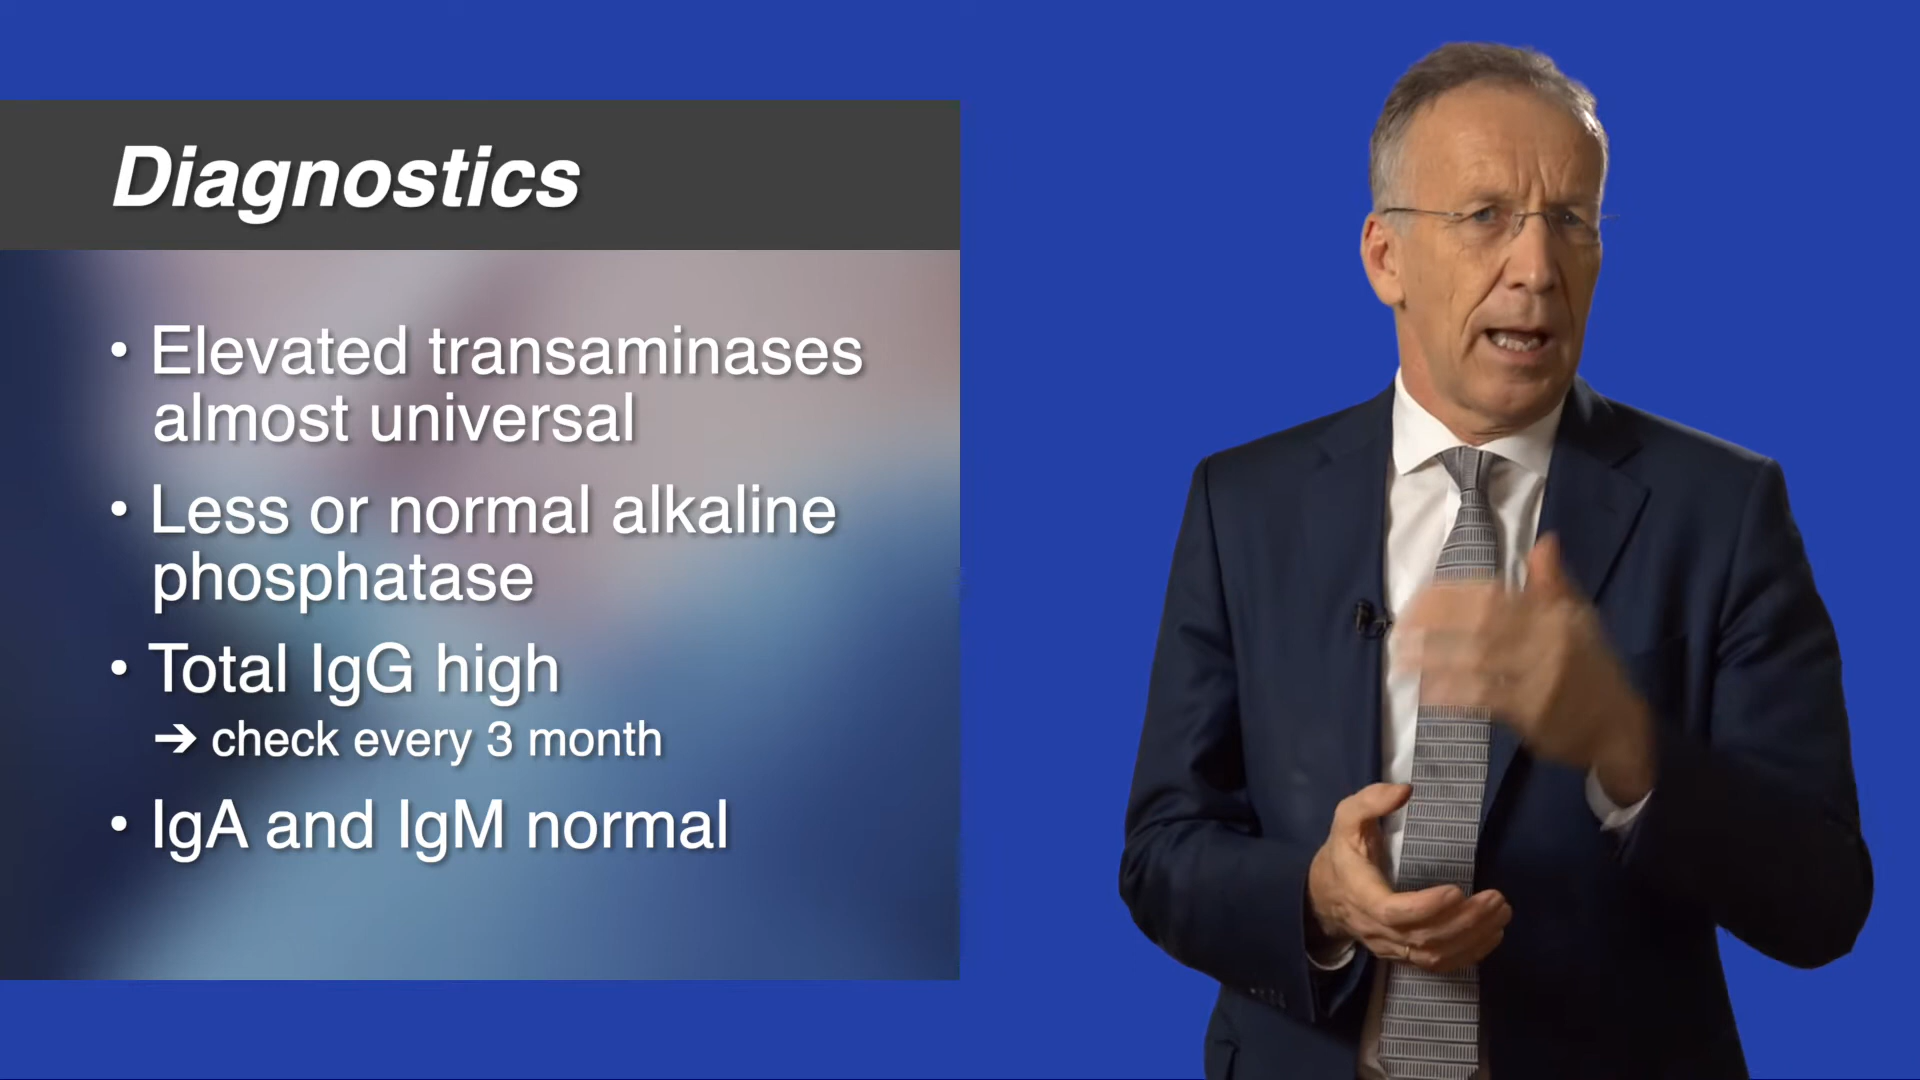 Diagnostics
• Elevated transaminases
almost universal
• Less or normal alkaline
phosphatase
• Total IgG high
➔ check every 3 month
• IgA and IgM normal